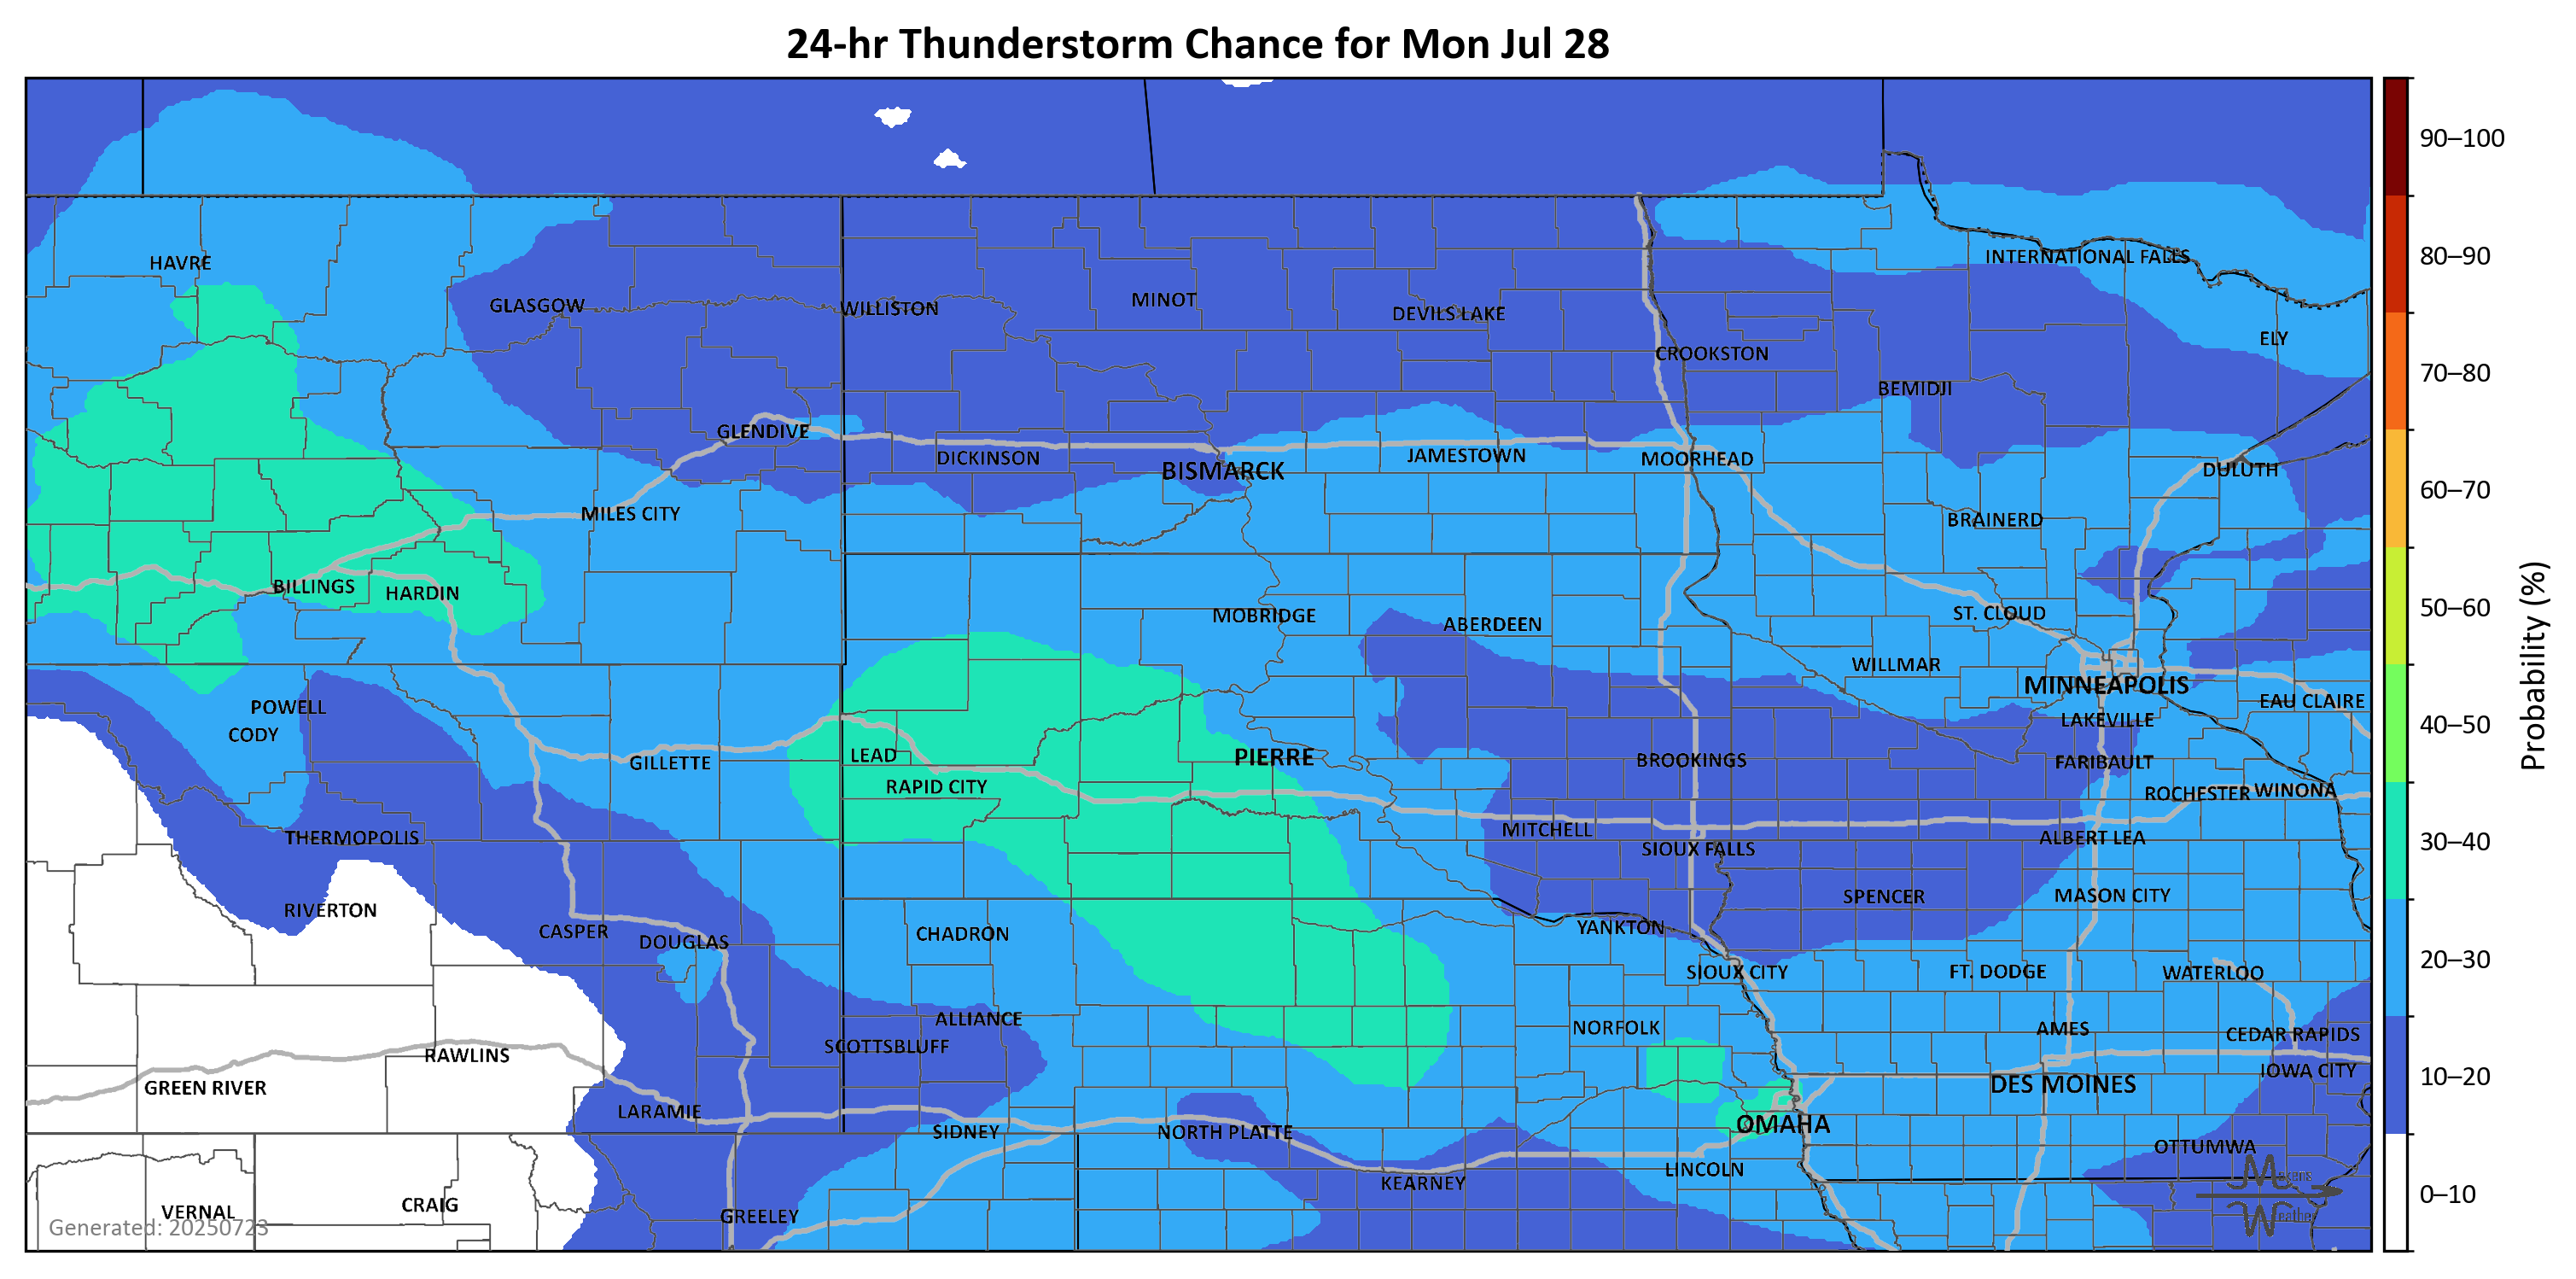 24-hr Thunderstorm Chance for Mon Jul 28
90–100
80–90
70–80
60–70
50–60
40–50
30–40
20–30
10–20
0–10
Probability (%)
HAVRE
INTERNATIONAL FALLS
GLASGOW
WILLISTON
MINOT
DEVILS LAKE
ELY
CROOKSTON
BEMIDJI
GLENDIVE
DICKINSON
BISMARCK
JAMESTOWN
MOORHEAD
DULUTH
MILES CITY
BRAINERD
BILLINGS
HARDIN
MOBRIDGE
ABERDEEN
ST. CLOUD
WILLMAR
MINNEAPOLIS
POWELL
EAU CLAIRE
LAKEVILLE
CODY
GILLETTE
LEAD
PIERRE
BROOKINGS
FARIBAULT
RAPID CITY
ROCHESTER
WINONA
THERMOPOLIS
MITCHELL
ALBERT LEA
SIOUX FALLS
SPENCER
MASON CITY
RIVERTON
CASPER
DOUGLAS
CHADRON
YANKTON
SIOUX CITY
FT. DODGE
WATERLOO
ALLIANCE
NORFOLK
AMES
CEDAR RAPIDS
SCOTTSBLUFF
RAWLINS
IOWA CITY
GREEN RIVER
DES MOINES
LARAMIE
SIDNEY
NORTH PLATTE
OMAHA
OTTUMWA
LINCOLN
KEARNEY
VERNAL
CRAIG
GREELEY
Generated: 20250723
Makens
Weather